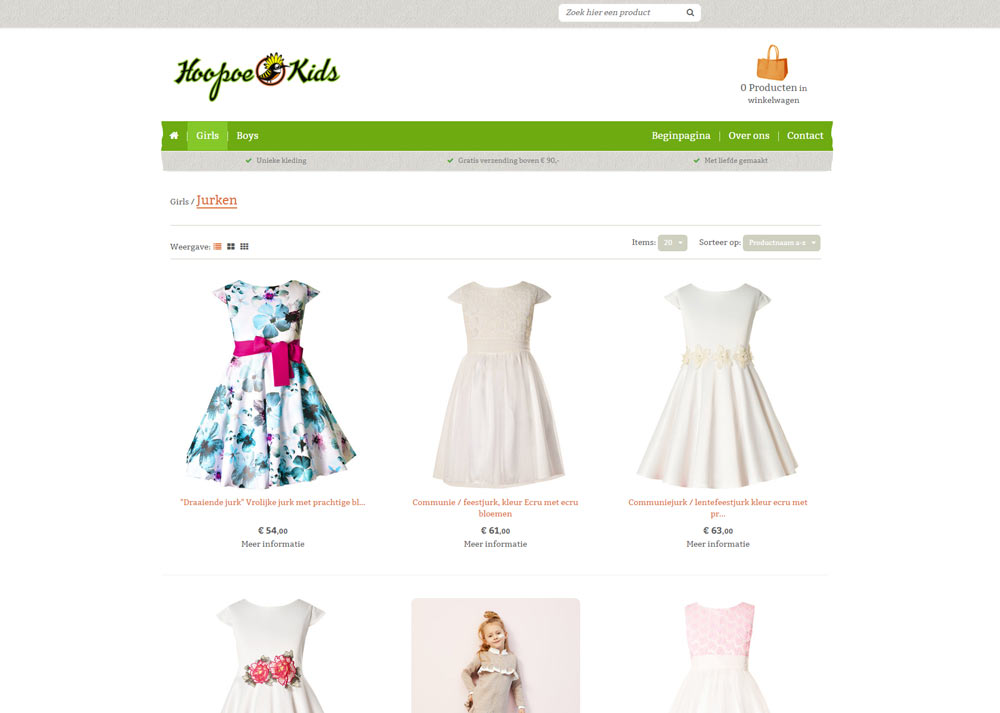 Zoek hier een product
Hoopoe Kids
0 Producten in
winkelwagen
Girls
Boys
Beginpagina
Over ons
Contact
Unieke kleding
Gratis verzending boven € 90,-
Met liefde gemaakt
Girls / Jurken
Weergave:
Items: 20
Sorteer op: Productnaam a-z
"Draaiende jurk" Vrolijke jurk met prachtige bl...
€ 54,00
Meer informatie
Communie / feestjurk, kleur Ecru met ecru
bloemen
€ 61,00
Meer informatie
Communiejurk / lentefeestjurk kleur ecru met
pr...
€ 63,00
Meer informatie